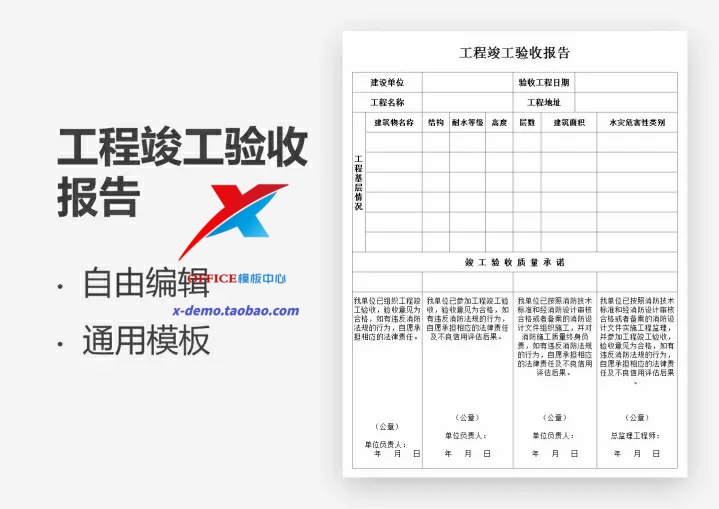 工程竣工验收
报告
OFFICE模板中心
· 自由编辑
x-demo.taobao.com
· 通用模板
工程竣工验收报告
建设单位 验收工程日期
工程名称 工程地址
工程基层情况
建筑物名称 结钩 耐水等级 高度 层数 建筑面积 水灾危害性类别
竣 工 验 收 质 量 承 诺
我单位已组织工程竣
工验收，验收意见为
合格，如有违反消防
法规的行为，自愿承
担相应的法律责任。
（公章）
单位负责人：
年 月 日
我单位已参加工程竣工验
收，验收意见为合格，如
有违反消防法规的行为，
自愿承担相应的法律责任
及不良信用评估后果。
（公章）
单位负责人：
年 月 日
我单位已按照消防技术
标准和经消防设计审核
合格或者备案的消防设
计文件组织施工，并对
消防施工质量终身负
责，如有违反消防法规
的行为，自愿承担相应
的法律责任及不良信用
评估后果。
（公章）
单位负责人：
年 月 日
我单位已按照消防技术
标准和经消防设计审核
合格或者备案的消防设
计文件实施工程监理，
并参加工程竣工验收，
验收意见为合格，如有
违反消防法规的行为，
自愿承担相应的法律责
任及不良信用评估后果
。
（公章）
总监理工程师：
年 月 日